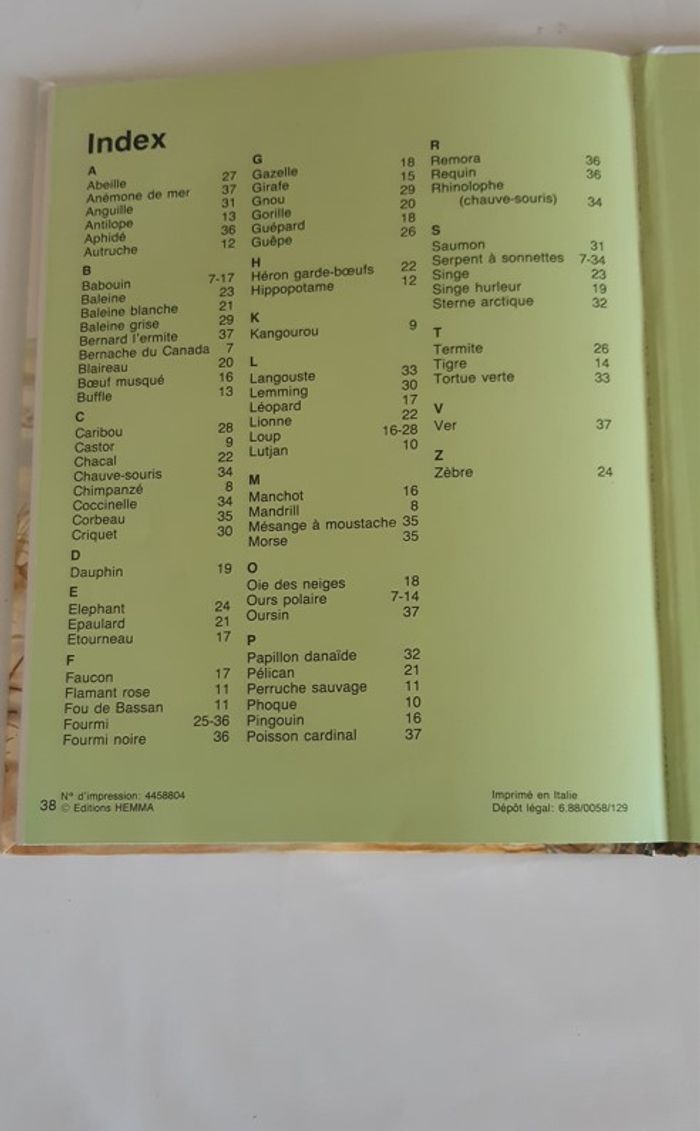 Index
A
Abeille 27
Anémone de mer 37
Anguille 31
Antilope 13
Aphidé 36
Autruche 12
B
Babouin 7-17
Baleine 23
Baleine blanche 21
Baleine grise 29
Bernard l'ermite 37
Bernache du Canada 7
Blaireau 20
Bœuf musqué 16
Buffle 13
C
Caribou 28
Castor 9
Chacal 22
Chauve-souris 34
Chimpanzé 8
Coccinelle 34
Corbeau 35
Criquet 30
D
Dauphin 19
E
Elephant 24
Epaulard 21
Etourneau 17
F
Faucon 17
Flamant rose 11
Fou de Bassan 11
Fourmi 25-36
Fourmi noire 36
G
Gazelle 18
Girafe 15
Gnou 29
Gorille 20
Guépard 18
Guêpe 26
H
Héron garde-bœufs 22
Hippopotame 12
K
Kangourou 9
L
Langouste 33
Lemming 30
Léopard 17
Lionne 22
Loup 16-28
Lutjan 10
M
Manchot 16
Mandrill 8
Mésange à moustache 35
Morse 35
O
Oie des neiges 18
Ours polaire 7-14
Oursin 37
P
Papillon danaïde 32
Pélican 21
Perruche sauvage 11
Phoque 10
Pingouin 16
Poisson cardinal 37
R
Remora 36
Requin 36
Rhinolophe
(chauve-souris) 34
S
Saumon 31
Serpent à sonnettes 7-34
Singe 23
Singe hurleur 19
Sterne arctique 32
T
Termite 26
Tigre 14
Tortue verte 33
V
Ver 37
Z
Zèbre 24
N° d'impression: 4458804
38 © Editions HEMMA
Imprimé en Italie
Dépôt légal: 6.88/0058/129